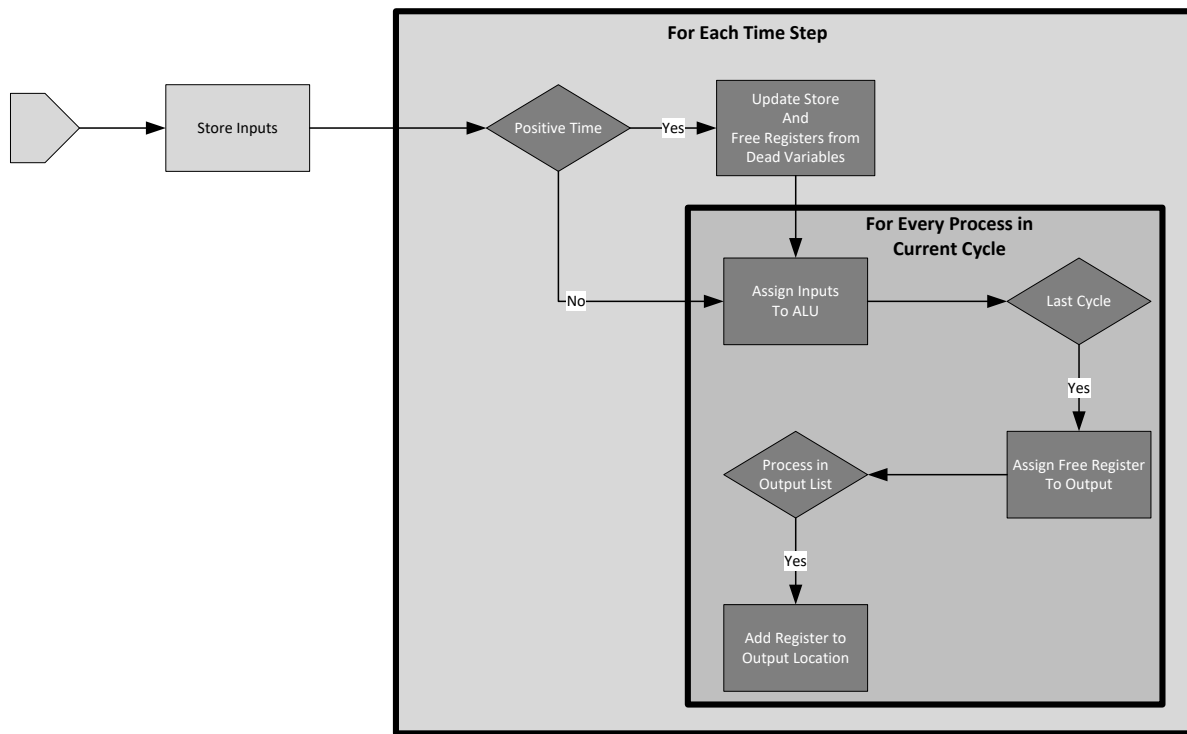 For Each Time Step
Store Inputs
Positive Time
Yes
Update Store
And
Free Registers from
Dead Variables
For Every Process in
Current Cycle
No
Assign Inputs
To ALU
Last Cycle
Yes
Assign Free Register
To Output
Process in
Output List
Yes
Add Register to
Output Location